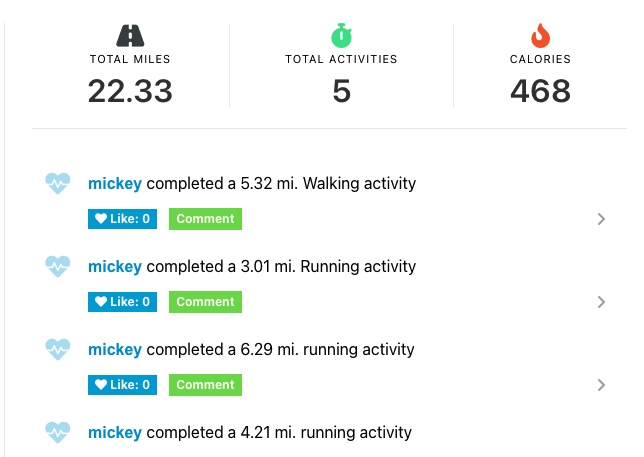 TOTAL MILES
22.33
TOTAL ACTIVITIES
5
CALORIES
468
mickey completed a 5.32 mi. Walking activity
Like: 0 Comment
mickey completed a 3.01 mi. Running activity
Like: 0 Comment
mickey completed a 6.29 mi. running activity
Like: 0 Comment
mickey completed a 4.21 mi. running activity